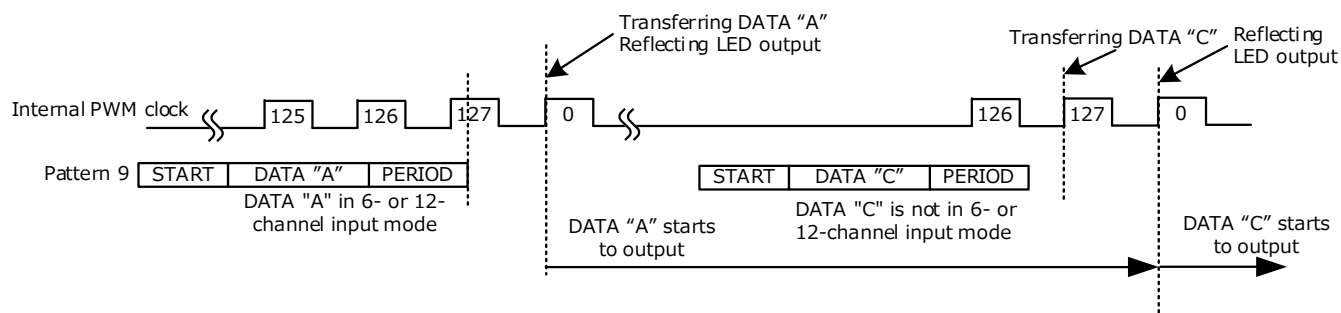 Transferring DATA “A”
Reflecting LED output
Transferring DATA “C”
Reflecting
LED output
Internal PWM clock
125
126
127
0
126
127
0
Pattern 9
START
DATA ”A”
PERIOD
START
DATA ”C”
PERIOD
DATA "A" in 6- or 12-
channel input mode
DATA "C" is not in 6- or
12-channel input mode
DATA “A” starts
to output
DATA “C” starts
to output